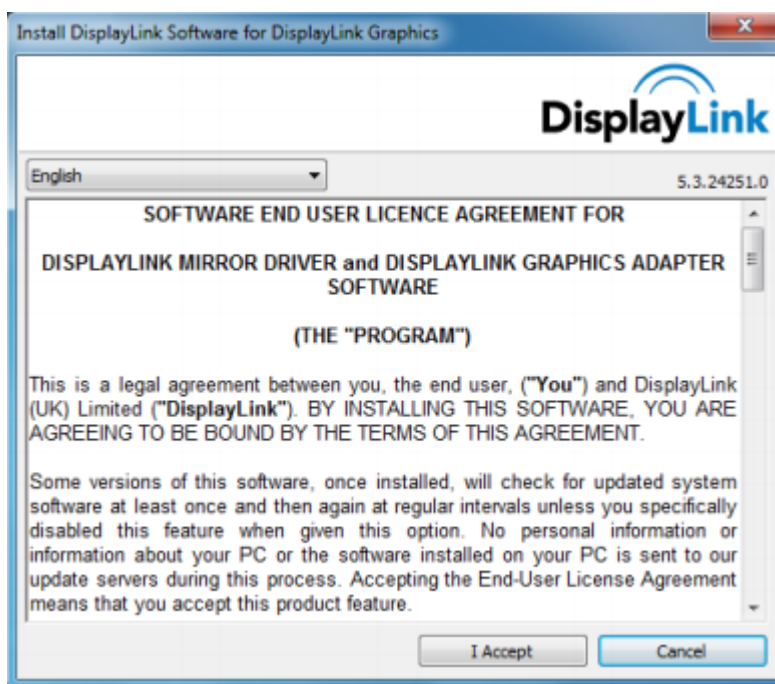 Install DisplayLink Software for DisplayLink Graphics
DisplayLink
English
5.3.24251.0
SOFTWARE END USER LICENCE AGREEMENT FOR
DISPLAYLINK MIRROR DRIVER and DISPLAYLINK GRAPHICS ADAPTER
SOFTWARE
(THE "PROGRAM")
This is a legal agreement between you, the end user, ("You") and DisplayLink
(UK) Limited ("DisplayLink"). BY INSTALLING THIS SOFTWARE, YOU ARE
AGREEING TO BE BOUND BY THE TERMS OF THIS AGREEMENT.
Some versions of this software, once installed, will check for updated system
software at least once and then again at regular intervals unless you specifically
disabled this feature when given this option. No personal information or
information about your PC or the software installed on your PC is sent to our
update servers during this process. Accepting the End-User License Agreement
means that you accept this product feature.
I Accept
Cancel